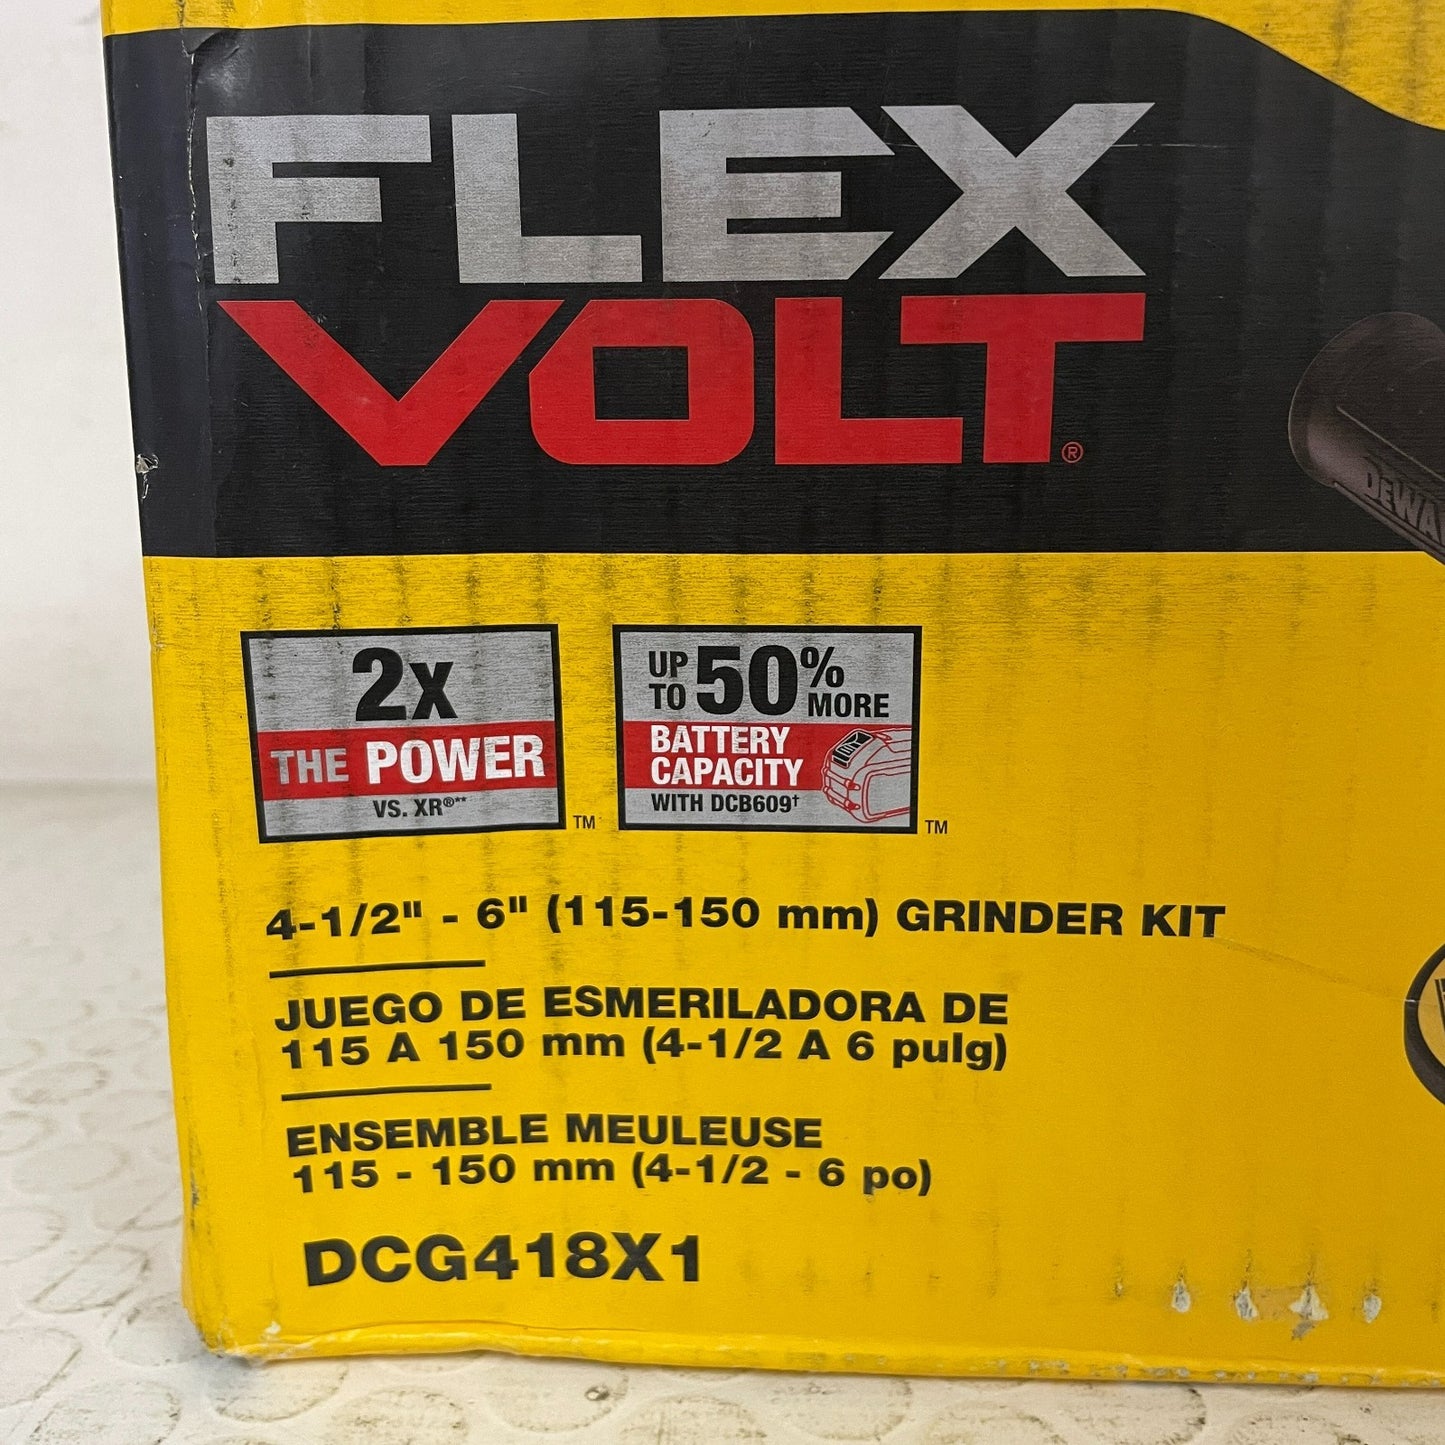 FLEX
VOLT®
2X
THE POWER
VS. XR®**
TM
UP TO 50% MORE
BATTERY
CAPACITY
WITH DCB609†
TM
4-1/2" - 6" (115-150 mm) GRINDER KIT
JUEGO DE ESMERILADORA DE
115 A 150 mm (4-1/2 A 6 pulg)
ENSEMBLE MEULEUSE
115 - 150 mm (4-1/2 - 6 po)
DCG418X1
DEWA